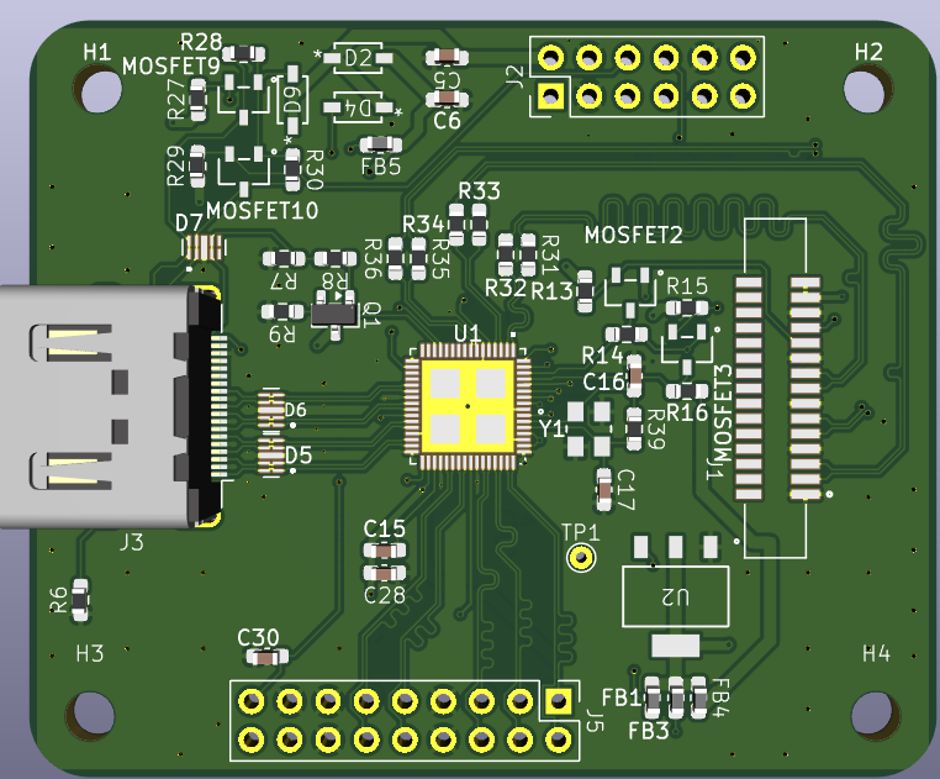 H1
R28
MOSFET9
*
D2
C5
J2
H2
R27
D6
D4
*
C6
*
FB5
R29
R30
MOSFET10
D7
R33
R34
R36
R35
R31
R32
MOSFET2
R7
R8
R13
R15
R9
Q1
U1
R14
C16
MOSFET3
R16
D6
Y1
R39
D5
J1
C17
J3
C15
TP1
C28
R6
U2
C30
H3
H4
FB1
FB4
J5
FB3